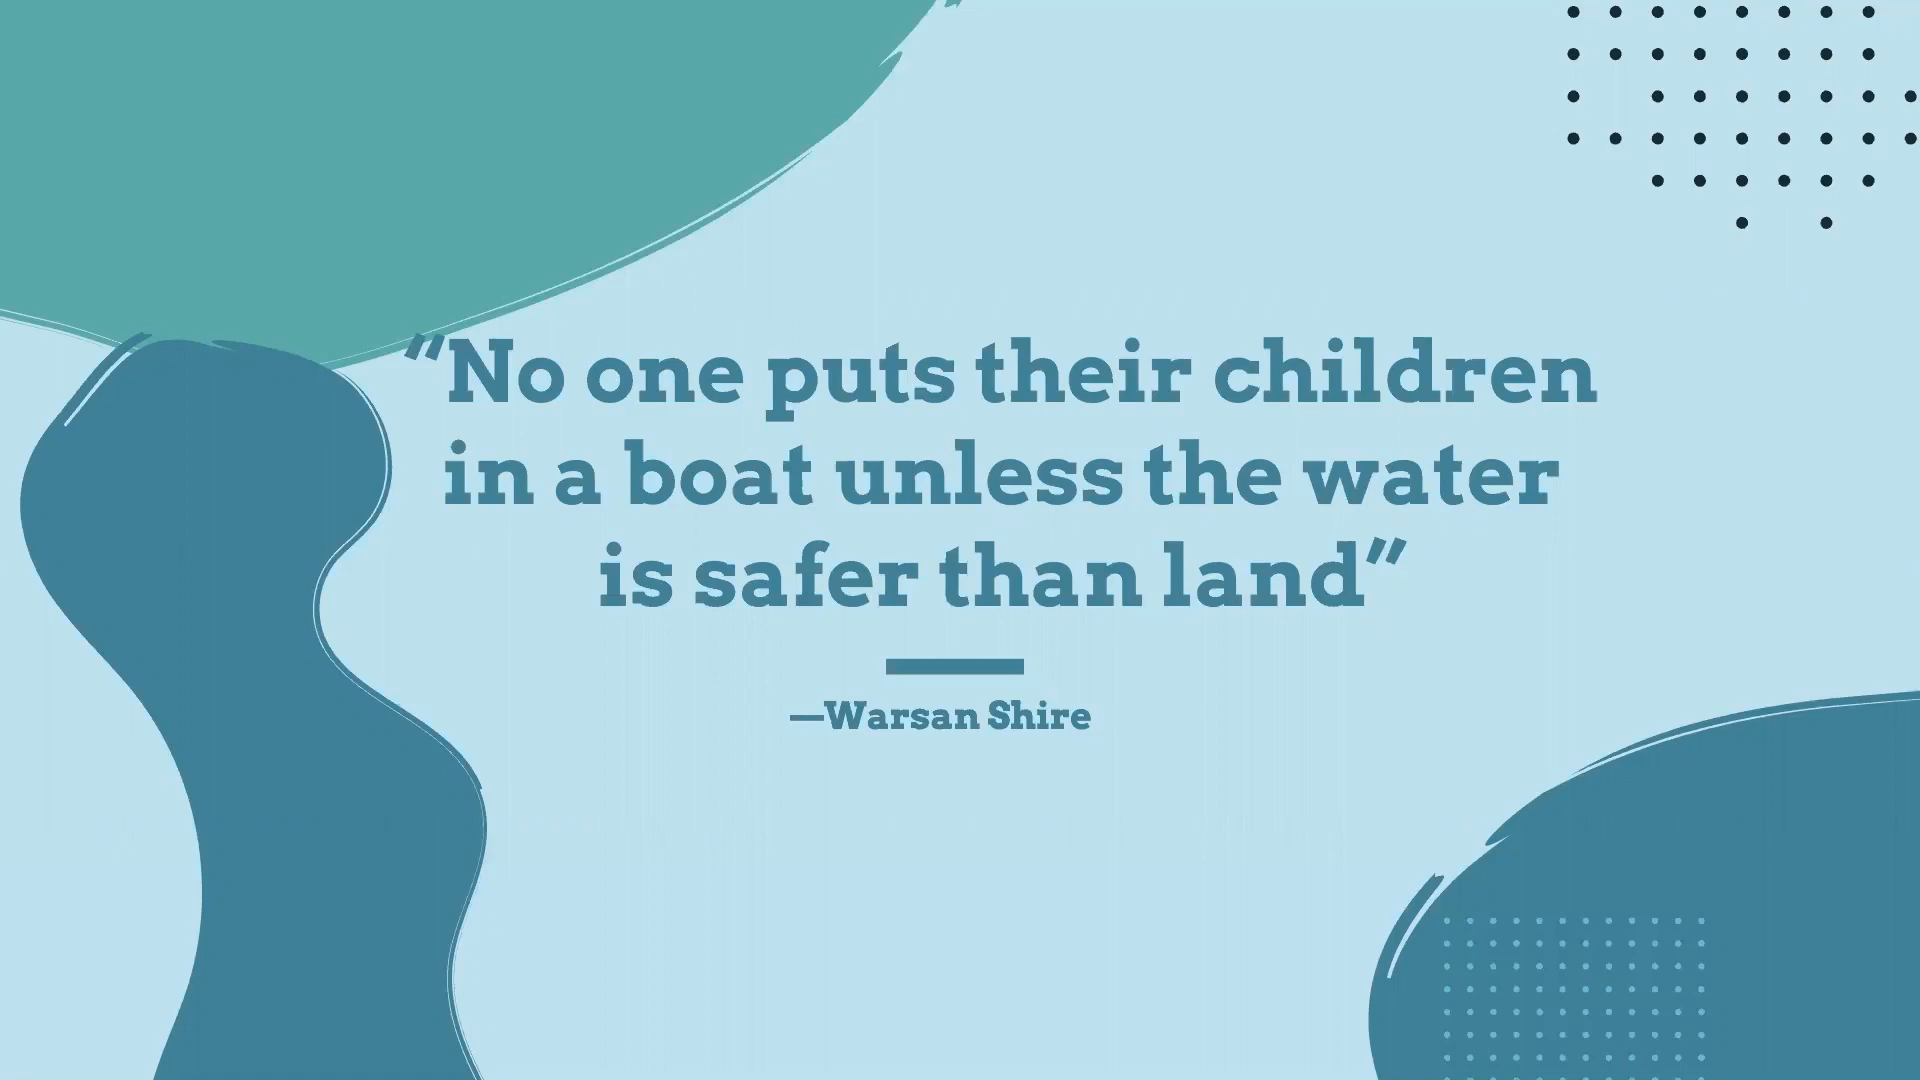 “No one puts their children
in a boat unless the water
is safer than land”
—Warsan Shire